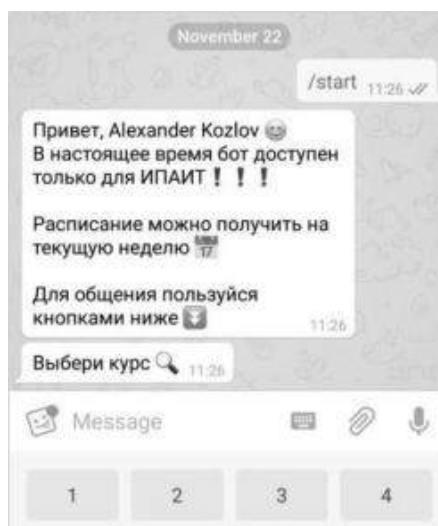 November 22
/start 11:26
Привет, Alexander Kozlov 😀
В настоящее время бот доступен
только для ИПАИТ❗❗❗
Расписание можно получить на
текущую неделю 📅
Для общения пользуйся
кнопками ниже ⬇
11:26
Выбери курс 🔍 11:26
Message
1 2 3 4